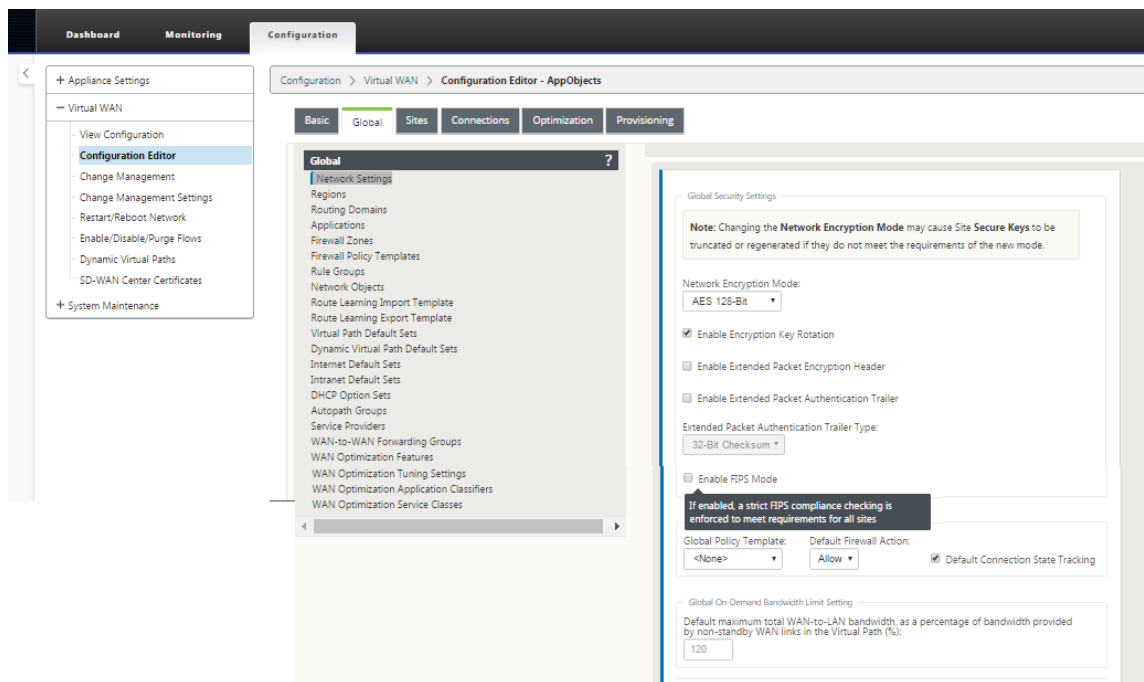 Dashboard Monitoring Configuration
+ Appliance Settings
− Virtual WAN
View Configuration
Configuration Editor
Change Management
Change Management Settings
Restart/Reboot Network
Enable/Disable/Purge Flows
Dynamic Virtual Paths
SD-WAN Center Certificates
+ System Maintenance
Configuration > Virtual WAN > Configuration Editor - AppObjects
Basic Global Sites Connections Optimization Provisioning
Global ?
Network Settings
Regions
Routing Domains
Applications
Firewall Zones
Firewall Policy Templates
Rule Groups
Network Objects
Route Learning Import Template
Route Learning Export Template
Virtual Path Default Sets
Dynamic Virtual Path Default Sets
Internet Default Sets
Intranet Default Sets
DHCP Option Sets
Autopath Groups
Service Providers
WAN-to-WAN Forwarding Groups
WAN Optimization Features
WAN Optimization Tuning Settings
WAN Optimization Application Classifiers
WAN Optimization Service Classes
Global Security Settings
Note: Changing the Network Encryption Mode may cause Site Secure Keys to be
truncated or regenerated if they do not meet the requirements of the new mode.
Network Encryption Mode:
AES 128-Bit
Enable Encryption Key Rotation
Enable Extended Packet Encryption Header
Enable Extended Packet Authentication Trailer
Extended Packet Authentication Trailer Type:
32-Bit Checksum
Enable FIPS Mode
If enabled, a strict FIPS compliance checking is
enforced to meet requirements for all sites
Global Policy Template: Default Firewall Action:
<None> Allow Default Connection State Tracking
Global On-Demand Bandwidth Limit Setting
Default maximum total WAN-to-LAN bandwidth, as a percentage of bandwidth provided
by non-standby WAN links in the Virtual Path (%):
120